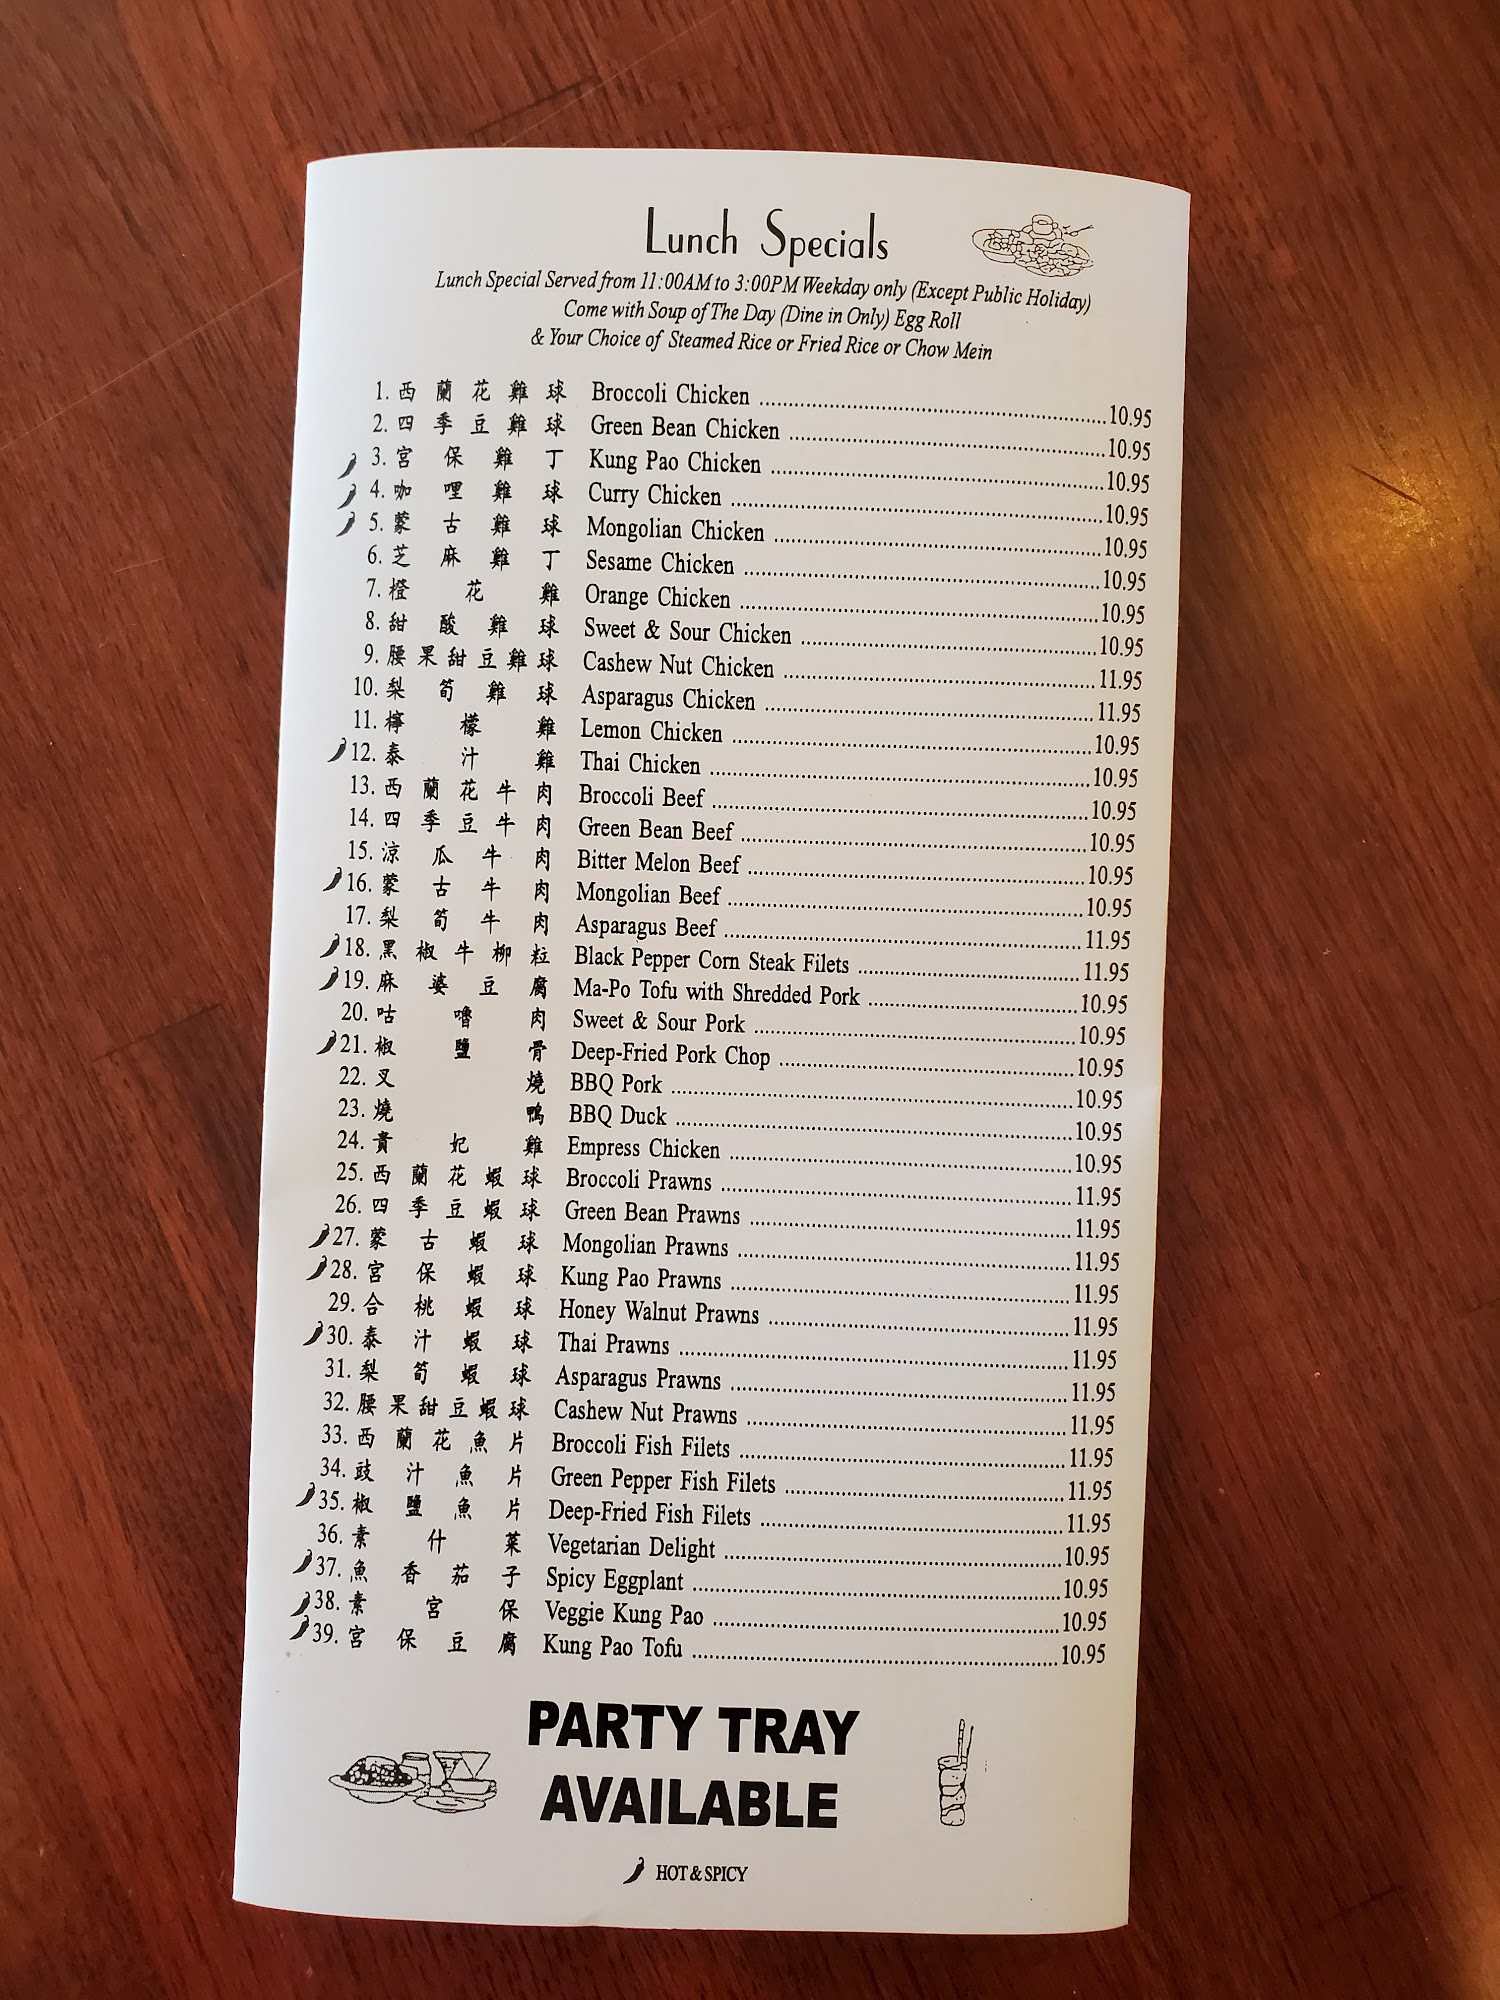 Lunch Specials
Lunch Special Served from 11:00AM to 3:00PM Weekday only (Except Public Holiday)
Come with Soup of The Day (Dine in Only) Egg Roll
& Your Choice of Steamed Rice or Fried Rice or Chow Mein
1. 西蘭花雞球 Broccoli Chicken 10.95
2. 四季豆雞球 Green Bean Chicken 10.95
3. 宮保雞丁 Kung Pao Chicken 10.95
4. 咖哩雞球 Curry Chicken 10.95
5. 蒙古雞球 Mongolian Chicken 10.95
6. 芝麻雞丁 Sesame Chicken 10.95
7. 橙花雞 Orange Chicken 10.95
8. 甜酸雞球 Sweet & Sour Chicken 10.95
9. 腰果甜豆雞球 Cashew Nut Chicken 11.95
10. 梨筍雞球 Asparagus Chicken 11.95
11. 檸檬雞 Lemon Chicken 10.95
12. 泰汁雞 Thai Chicken 10.95
13. 西蘭花牛肉 Broccoli Beef 10.95
14. 四季豆牛肉 Green Bean Beef 10.95
15. 涼瓜牛肉 Bitter Melon Beef 10.95
16. 蒙古牛肉 Mongolian Beef 10.95
17. 梨筍牛肉 Asparagus Beef 11.95
18. 黑椒牛柳粒 Black Pepper Corn Steak Filets 11.95
19. 麻婆豆腐 Ma-Po Tofu with Shredded Pork 10.95
20. 咕嚕肉 Sweet & Sour Pork 10.95
21. 椒鹽骨 Deep-Fried Pork Chop 10.95
22. 叉燒 BBQ Pork 10.95
23. 燒鴨 BBQ Duck 10.95
24. 貴妃雞 Empress Chicken 10.95
25. 西蘭花蝦球 Broccoli Prawns 11.95
26. 四季豆蝦球 Green Bean Prawns 11.95
27. 蒙古蝦球 Mongolian Prawns 11.95
28. 宮保蝦球 Kung Pao Prawns 11.95
29. 合桃蝦球 Honey Walnut Prawns 11.95
30. 泰汁蝦球 Thai Prawns 11.95
31. 梨筍蝦球 Asparagus Prawns 11.95
32. 腰果甜豆蝦球 Cashew Nut Prawns 11.95
33. 西蘭花魚片 Broccoli Fish Filets 11.95
34. 豉汁魚片 Green Pepper Fish Filets 11.95
35. 椒鹽魚片 Deep-Fried Fish Filets 11.95
36. 素什菜 Vegetarian Delight 10.95
37. 魚香茄子 Spicy Eggplant 10.95
38. 素宮保 Veggie Kung Pao 10.95
39. 宮保豆腐 Kung Pao Tofu 10.95
PARTY TRAY
AVAILABLE
HOT & SPICY